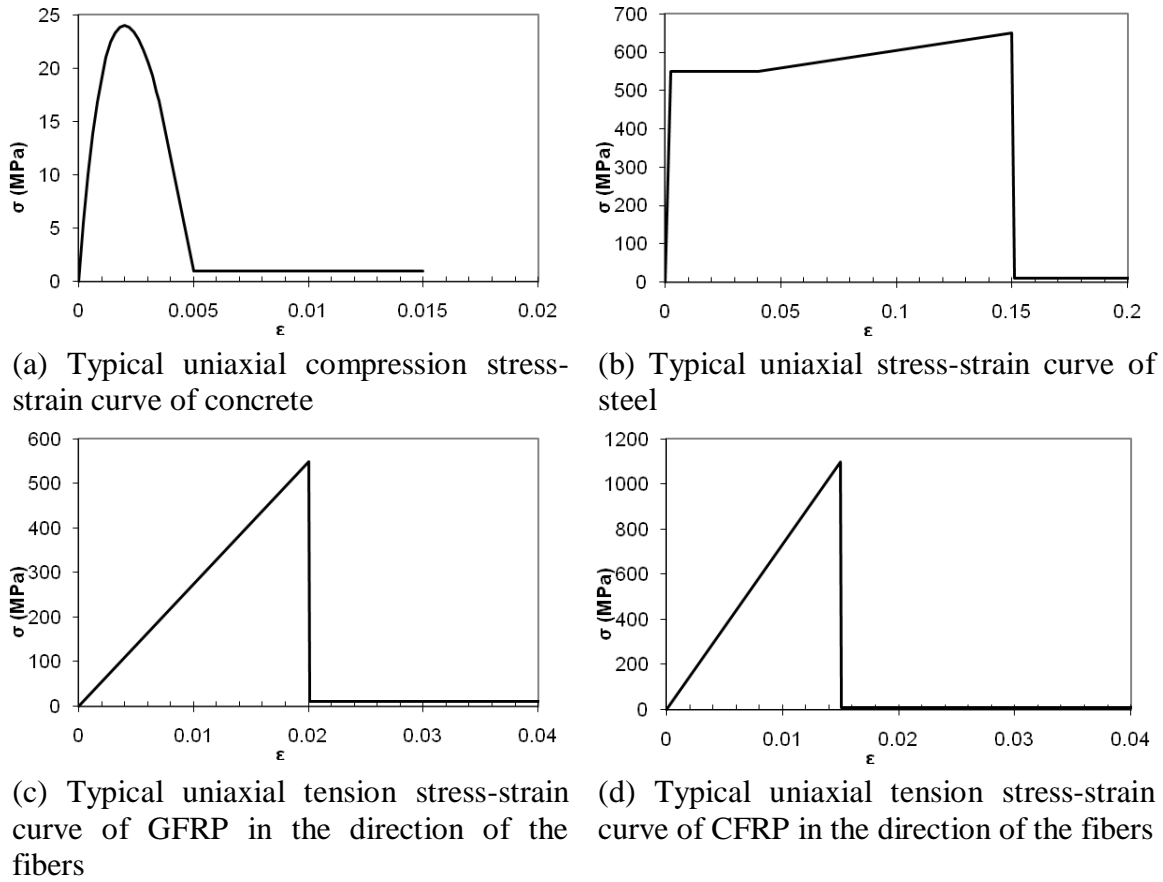 25
20
15
10
5
0
σ (MPa)
0 0.005 0.01 0.015 0.02
ε
(a) Typical uniaxial compression stress-
strain curve of concrete
700
600
500
400
300
200
100
0
σ (MPa)
0 0.05 0.1 0.15 0.2
ε
(b) Typical uniaxial stress-strain curve of
steel
600
500
400
300
200
100
0
σ (MPa)
0 0.01 0.02 0.03 0.04
ε
(c) Typical uniaxial tension stress-strain
curve of GFRP in the direction of the
fibers
1200
1000
800
600
400
200
0
σ (MPa)
0 0.01 0.02 0.03 0.04
ε
(d) Typical uniaxial tension stress-strain
curve of CFRP in the direction of the fibers